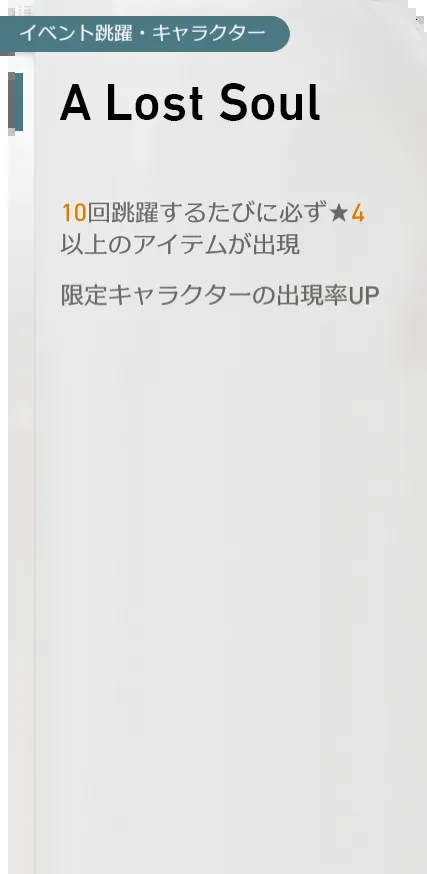 イベント跳躍・キャラクター
A Lost Soul
10回跳躍するたびに必ず★4
以上のアイテムが出現
限定キャラクターの出現率UP